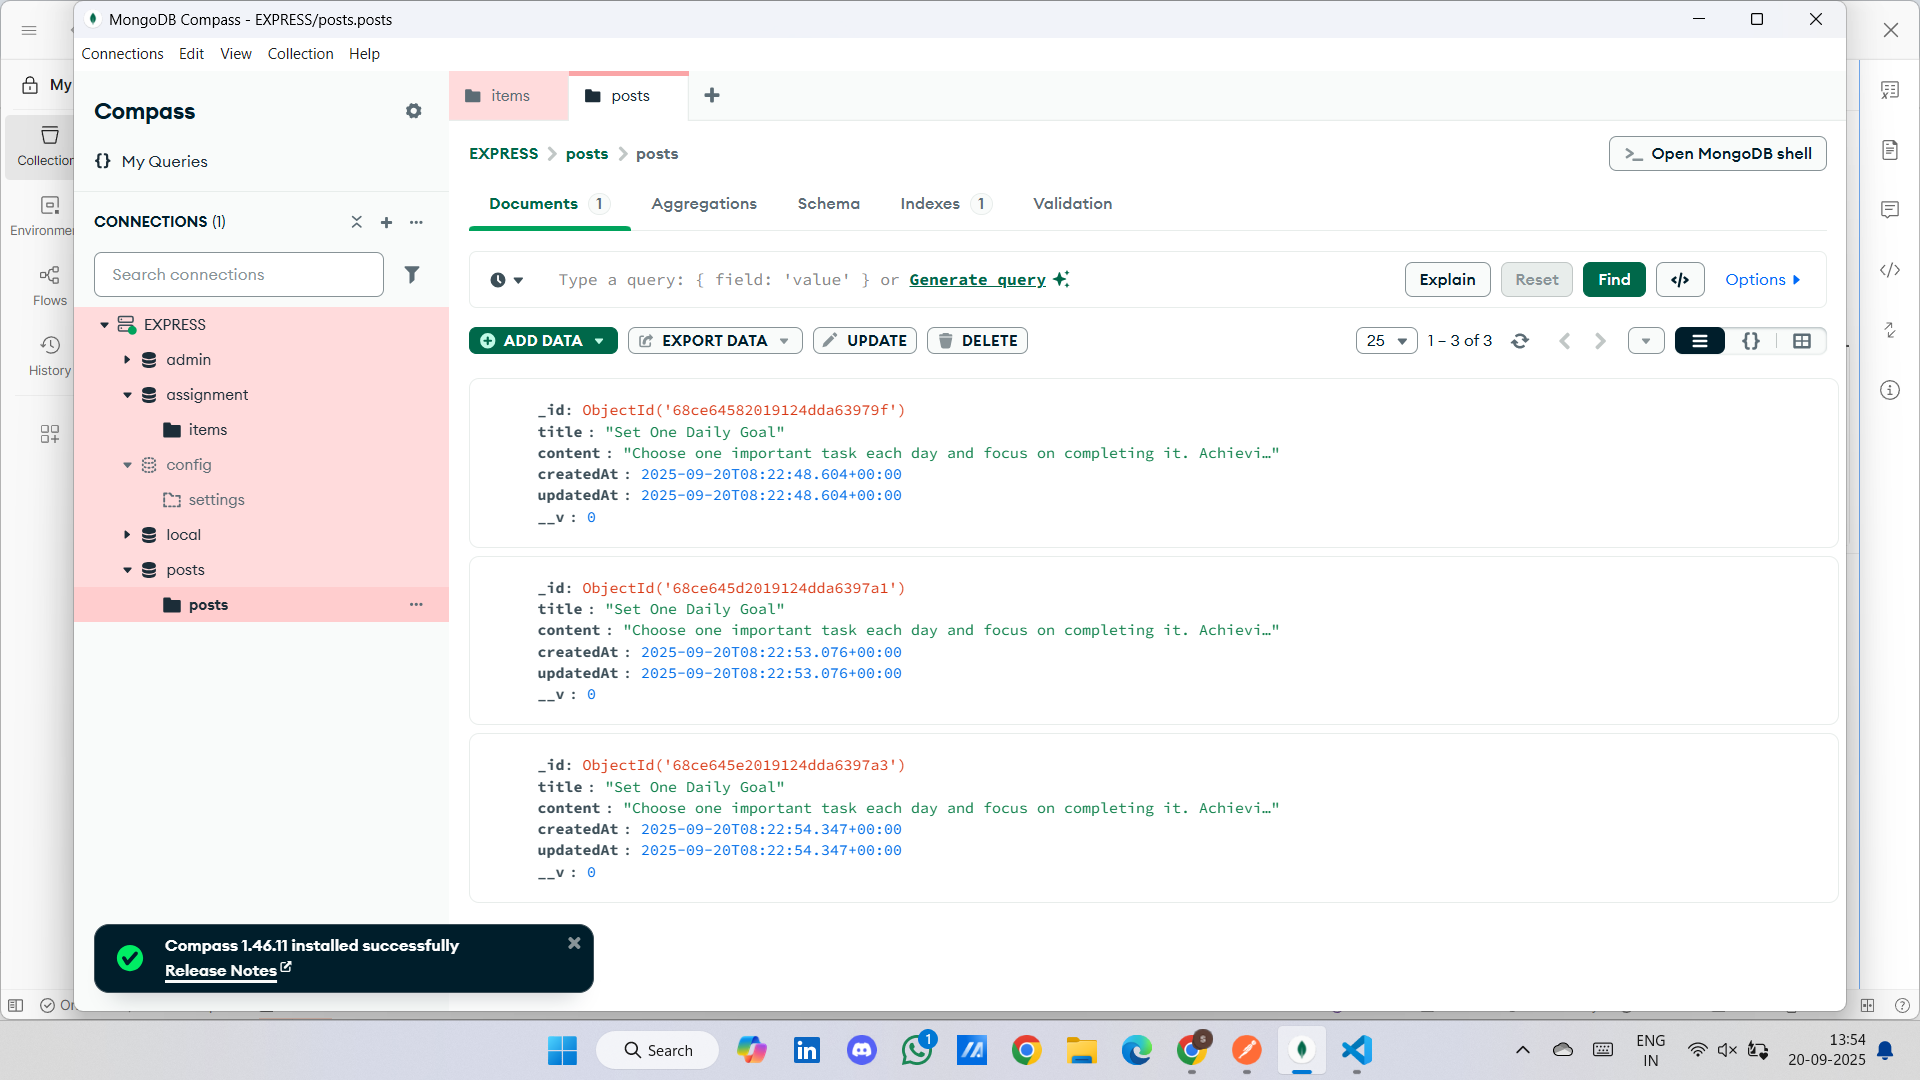 MongoDB Compass - EXPRESS/posts.posts
Connections Edit View Collection Help
My
Collection
Environme
Flows
History
Compass
{} My Queries
CONNECTIONS (1)
Search connections
EXPRESS
admin
assignment
items
config
settings
local
posts
posts
items
posts
EXPRESS > posts > posts
>_ Open MongoDB shell
Documents 1
Aggregations
Schema
Indexes 1
Validation
Type a query: { field: 'value' } or Generate query
Explain
Reset
Find
</>
Options
ADD DATA
EXPORT DATA
UPDATE
DELETE
25
1 – 3 of 3
{}
_id: ObjectId('68ce64582019124dda63979f')
title : "Set One Daily Goal"
content : "Choose one important task each day and focus on completing it. Achievi…"
createdAt : 2025-09-20T08:22:48.604+00:00
updatedAt : 2025-09-20T08:22:48.604+00:00
__v : 0
_id: ObjectId('68ce645d2019124dda6397a1')
title : "Set One Daily Goal"
content : "Choose one important task each day and focus on completing it. Achievi…"
createdAt : 2025-09-20T08:22:53.076+00:00
updatedAt : 2025-09-20T08:22:53.076+00:00
__v : 0
_id: ObjectId('68ce645e2019124dda6397a3')
title : "Set One Daily Goal"
content : "Choose one important task each day and focus on completing it. Achievi…"
createdAt : 2025-09-20T08:22:54.347+00:00
updatedAt : 2025-09-20T08:22:54.347+00:00
__v : 0
Compass 1.46.11 installed successfully
Release Notes
Search
1
ENG
IN
13:54
20-09-2025